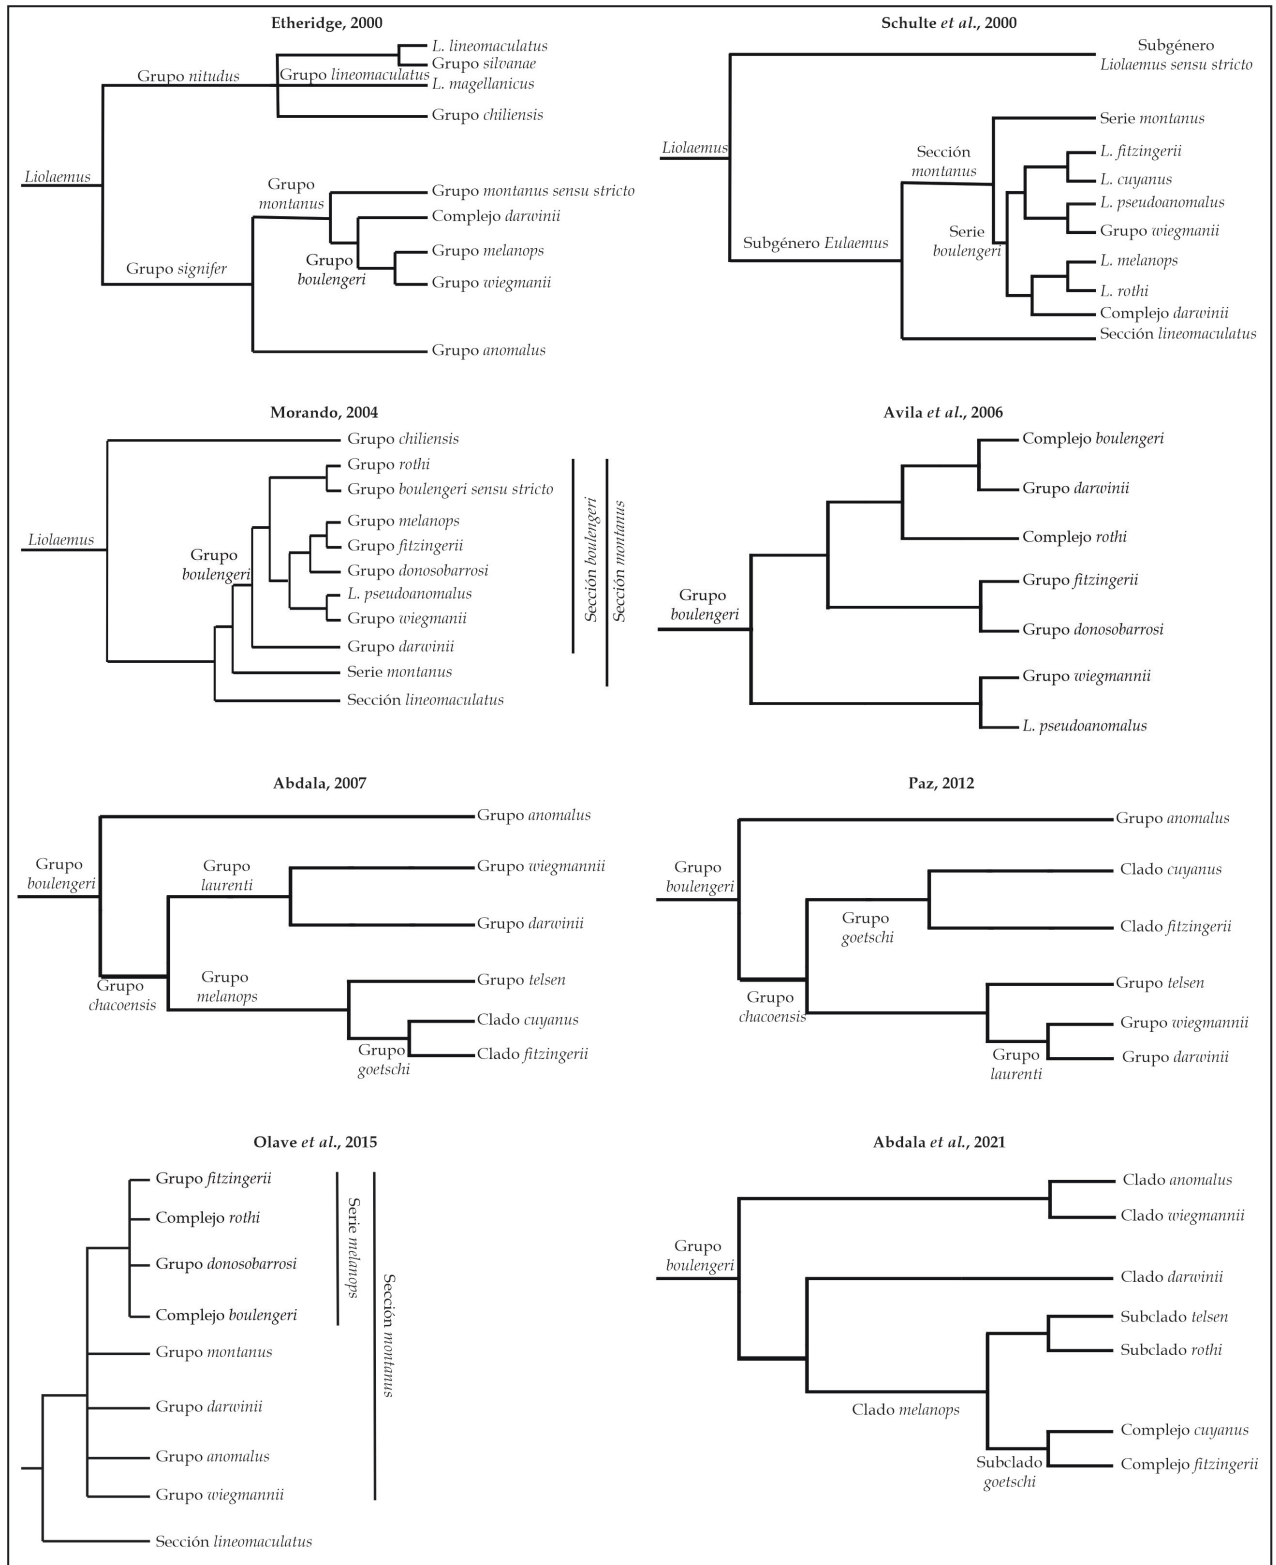 Etheridge, 2000
L. lineomaculatus
Grupo silvanae
Grupo nitudus
Grupo lineomaculatus
L. magellanicus
Grupo chiliensis
Liolaemus
Grupo
montanus
Grupo montanus sensu stricto
Complejo darwinii
Grupo melanops
Grupo
boulengeri
Grupo signifer
Grupo wiegmanii
Grupo anomalus
Schulte et al., 2000
Subgénero
Liolaemus sensu stricto
Serie montanus
Liolaemus
Sección
montanus
L. fitzingerii
L. cuyanus
L. pseudoanomalus
Grupo wiegmanii
Serie
boulengeri
Subgénero Eulaemus
L. melanops
L. rothi
Complejo darwinii
Sección lineomaculatus
Morando, 2004
Grupo chiliensis
Grupo rothi
Grupo boulengeri sensu stricto
Grupo melanops
Liolaemus
Grupo
boulengeri
Grupo fitzingerii
Grupo donosobarrosi
L. pseudoanomalus
Grupo wiegmanii
Grupo darwinii
Serie montanus
Sección lineomaculatus
Sección boulengeri
Sección montanus
Avila et al., 2006
Complejo boulengeri
Grupo darwinii
Complejo rothi
Grupo fitzingerii
Grupo
boulengeri
Grupo donosobarrosi
Grupo wiegmannii
L. pseudoanomalus
Abdala, 2007
Grupo anomalus
Grupo
boulengeri
Grupo
laurenti
Grupo wiegmannii
Grupo darwinii
Grupo
chacoensis
Grupo
melanops
Grupo telsen
Clado cuyanus
Grupo
goetschi
Clado fitzingerii
Paz, 2012
Grupo anomalus
Grupo
boulengeri
Clado cuyanus
Grupo
goetschi
Clado fitzingerii
Grupo
chacoensis
Grupo telsen
Grupo wiegmannii
Grupo
laurenti
Grupo darwinii
Olave et al., 2015
Grupo fitzingerii
Complejo rothi
Grupo donosobarrosi
Complejo boulengeri
Grupo montanus
Grupo darwinii
Grupo anomalus
Grupo wiegmannii
Sección lineomaculatus
Serie melanops
Sección montanus
Abdala et al., 2021
Clado anomalus
Clado wiegmannii
Grupo
boulengeri
Clado darwinii
Subclado telsen
Subclado rothi
Clado melanops
Complejo cuyanus
Subclado
goetschi
Complejo fitzingerii